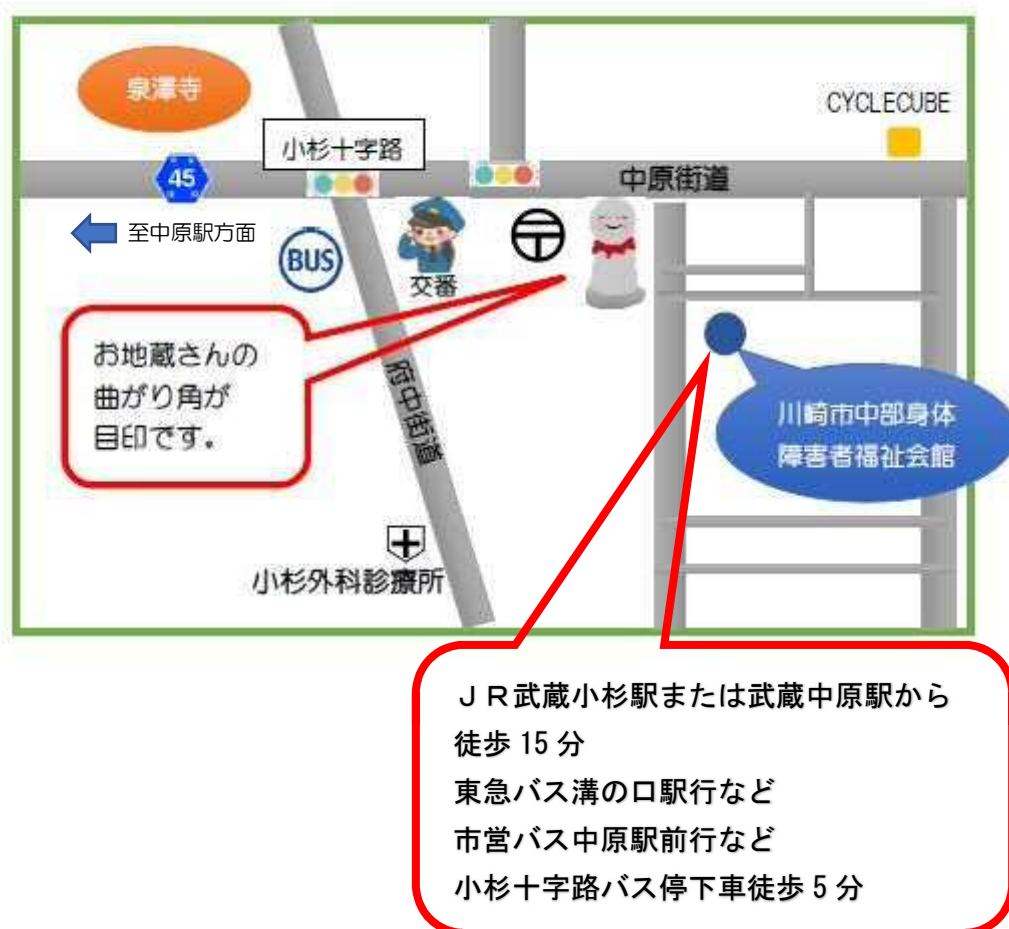 泉澤寺
CYCLECUBE
小杉十字路
45
中原街道
至中原駅方面
BUS
交番
お地蔵さんの
曲がり角が
目印です。
府中街道
川崎市中部身体
障害者福祉会館
小杉外科診療所
ＪＲ武蔵小杉駅または武蔵中原駅から
徒歩 15 分
東急バス溝の口駅行など
市営バス中原駅前行など
小杉十字路バス停下車徒歩 5 分